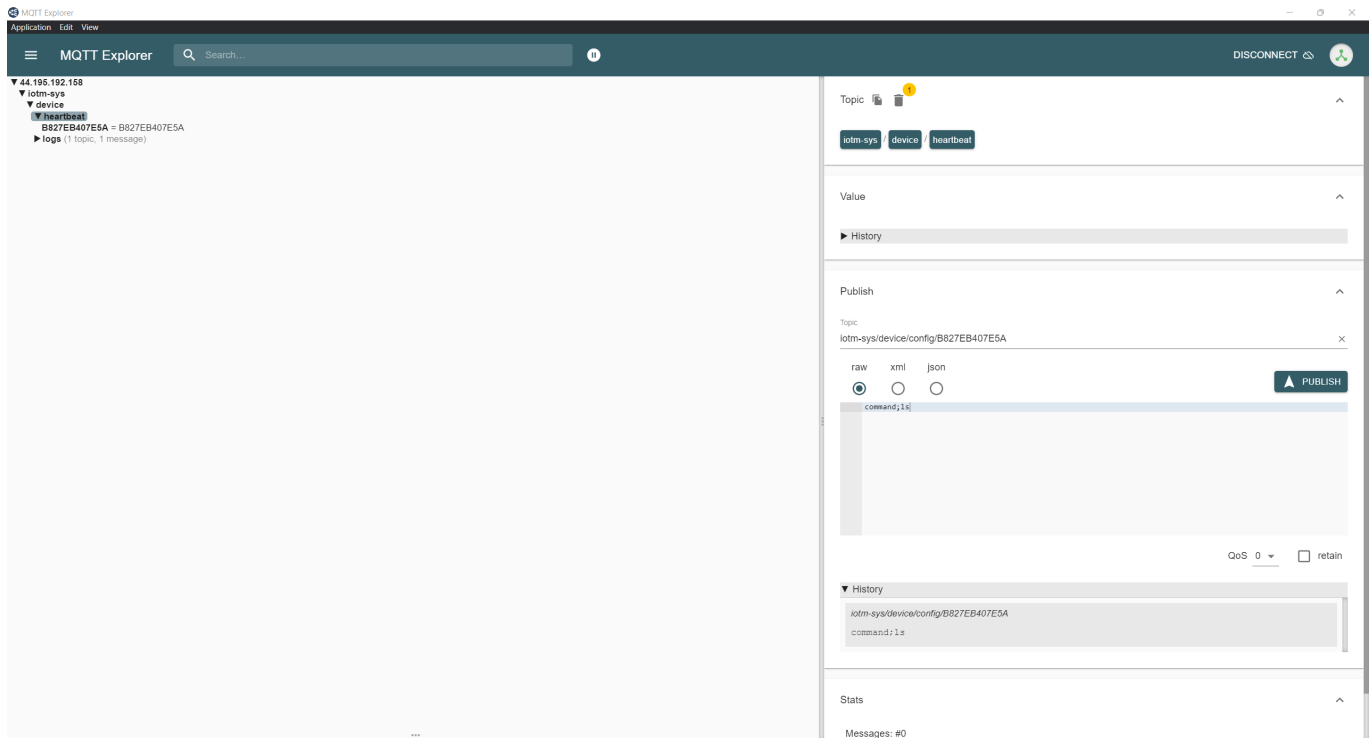 MQTT Explorer
Application Edit View
MQTT Explorer
Search...
DISCONNECT
▼ 44.195.192.158
▼ iotm-sys
▼ device
▼ heartbeat
B827EB407E5A = B827EB407E5A
▶ logs (1 topic, 1 message)
Topic
1
iotm-sys / device / heartbeat
Value
▶ History
Publish
Topic
iotm-sys/device/config/B827EB407E5A
raw xml json
PUBLISH
command;ls
QoS 0
retain
▼ History
iotm-sys/device/config/B827EB407E5A
command;ls
Stats
Messages: #0